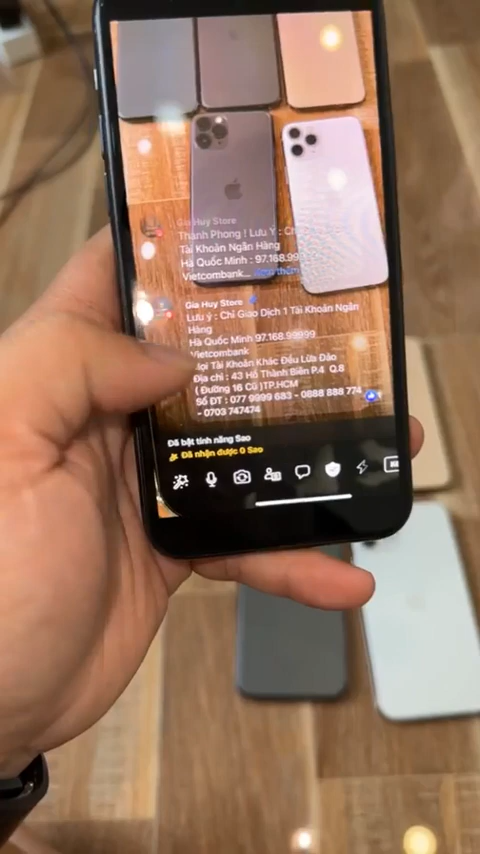 Gia Huy Store
Thanh Phong ! Lưu Ý : C
Tài Khoản Ngân Hàng
Hà Quốc Minh : 97.168.99
Vietcombank... Xem thêm
Gia Huy Store
Lưu ý : Chỉ Giao Dịch 1 Tài Khoản Ngân
Hàng
Hà Quốc Minh 97.168.99999
Vietcombank
Mọi Tài Khoản Khác Đều Lừa Đảo
Địa chỉ : 43 Hồ Thành Biên P.4 Q.8
( Đường 16 Cũ )TP.HCM
Số ĐT : 077 9999 683 - 0888 888 774
- 0703 747474
Đã bật tính năng Sao
Đã nhận được 0 Sao